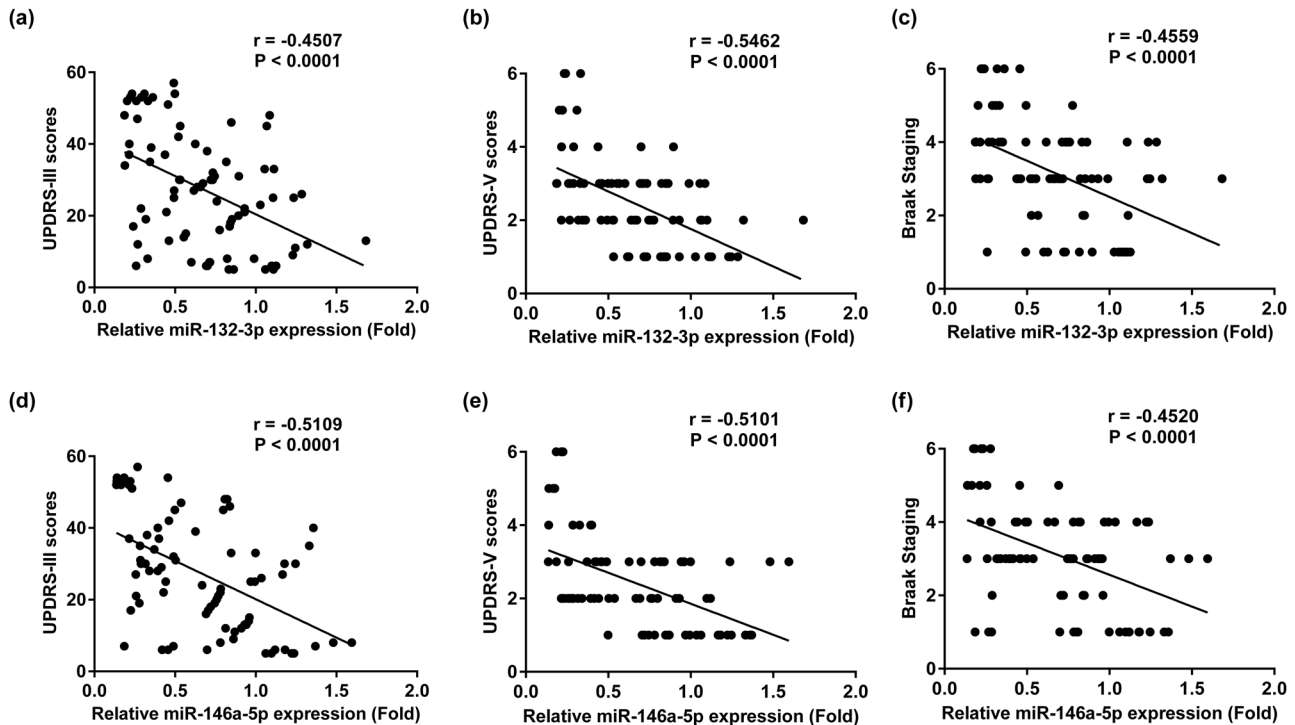 (a)
r = -0.4507
P < 0.0001
UPDRS-III scores
60
40
20
0
0.0 0.5 1.0 1.5 2.0
Relative miR-132-3p expression (Fold)
(b)
r = -0.5462
P < 0.0001
UPDRS-V scores
6
4
2
0
0.0 0.5 1.0 1.5 2.0
Relative miR-132-3p expression (Fold)
(c)
r = -0.4559
P < 0.0001
Braak Staging
6
4
2
0
0.0 0.5 1.0 1.5 2.0
Relative miR-132-3p expression (Fold)
(d)
r = -0.5109
P < 0.0001
UPDRS-III scores
60
40
20
0
0.0 0.5 1.0 1.5 2.0
Relative miR-146a-5p expression (Fold)
(e)
r = -0.5101
P < 0.0001
UPDRS-V scores
6
4
2
0
0.0 0.5 1.0 1.5 2.0
Relative miR-146a-5p expression (Fold)
(f)
r = -0.4520
P < 0.0001
Braak Staging
6
4
2
0
0.0 0.5 1.0 1.5 2.0
Relative miR-146a-5p expression (Fold)